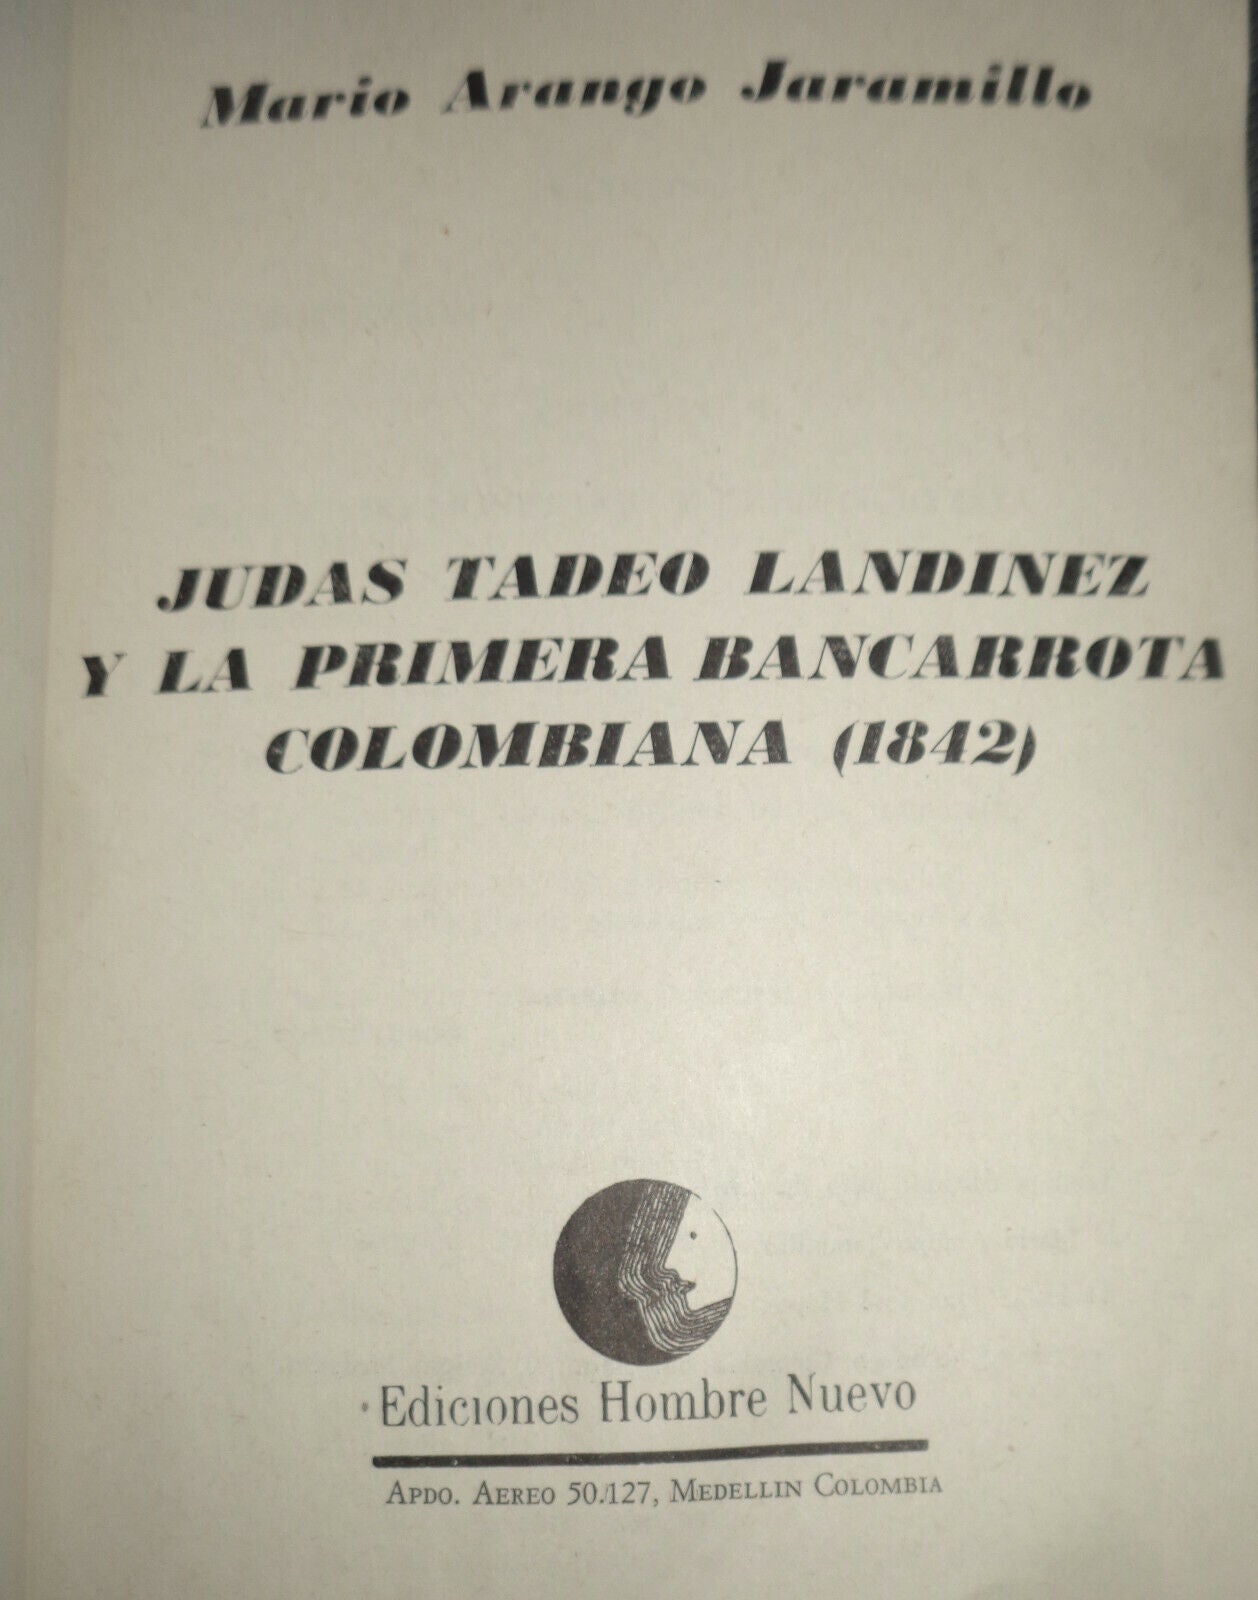 Mario Arango Jaramillo
JUDAS TADEO LANDINEZ
Y LA PRIMERA BANCARROTA
COLOMBIANA (1842)
Ediciones Hombre Nuevo
APDO. AEREO 50.127, MEDELLIN COLOMBIA